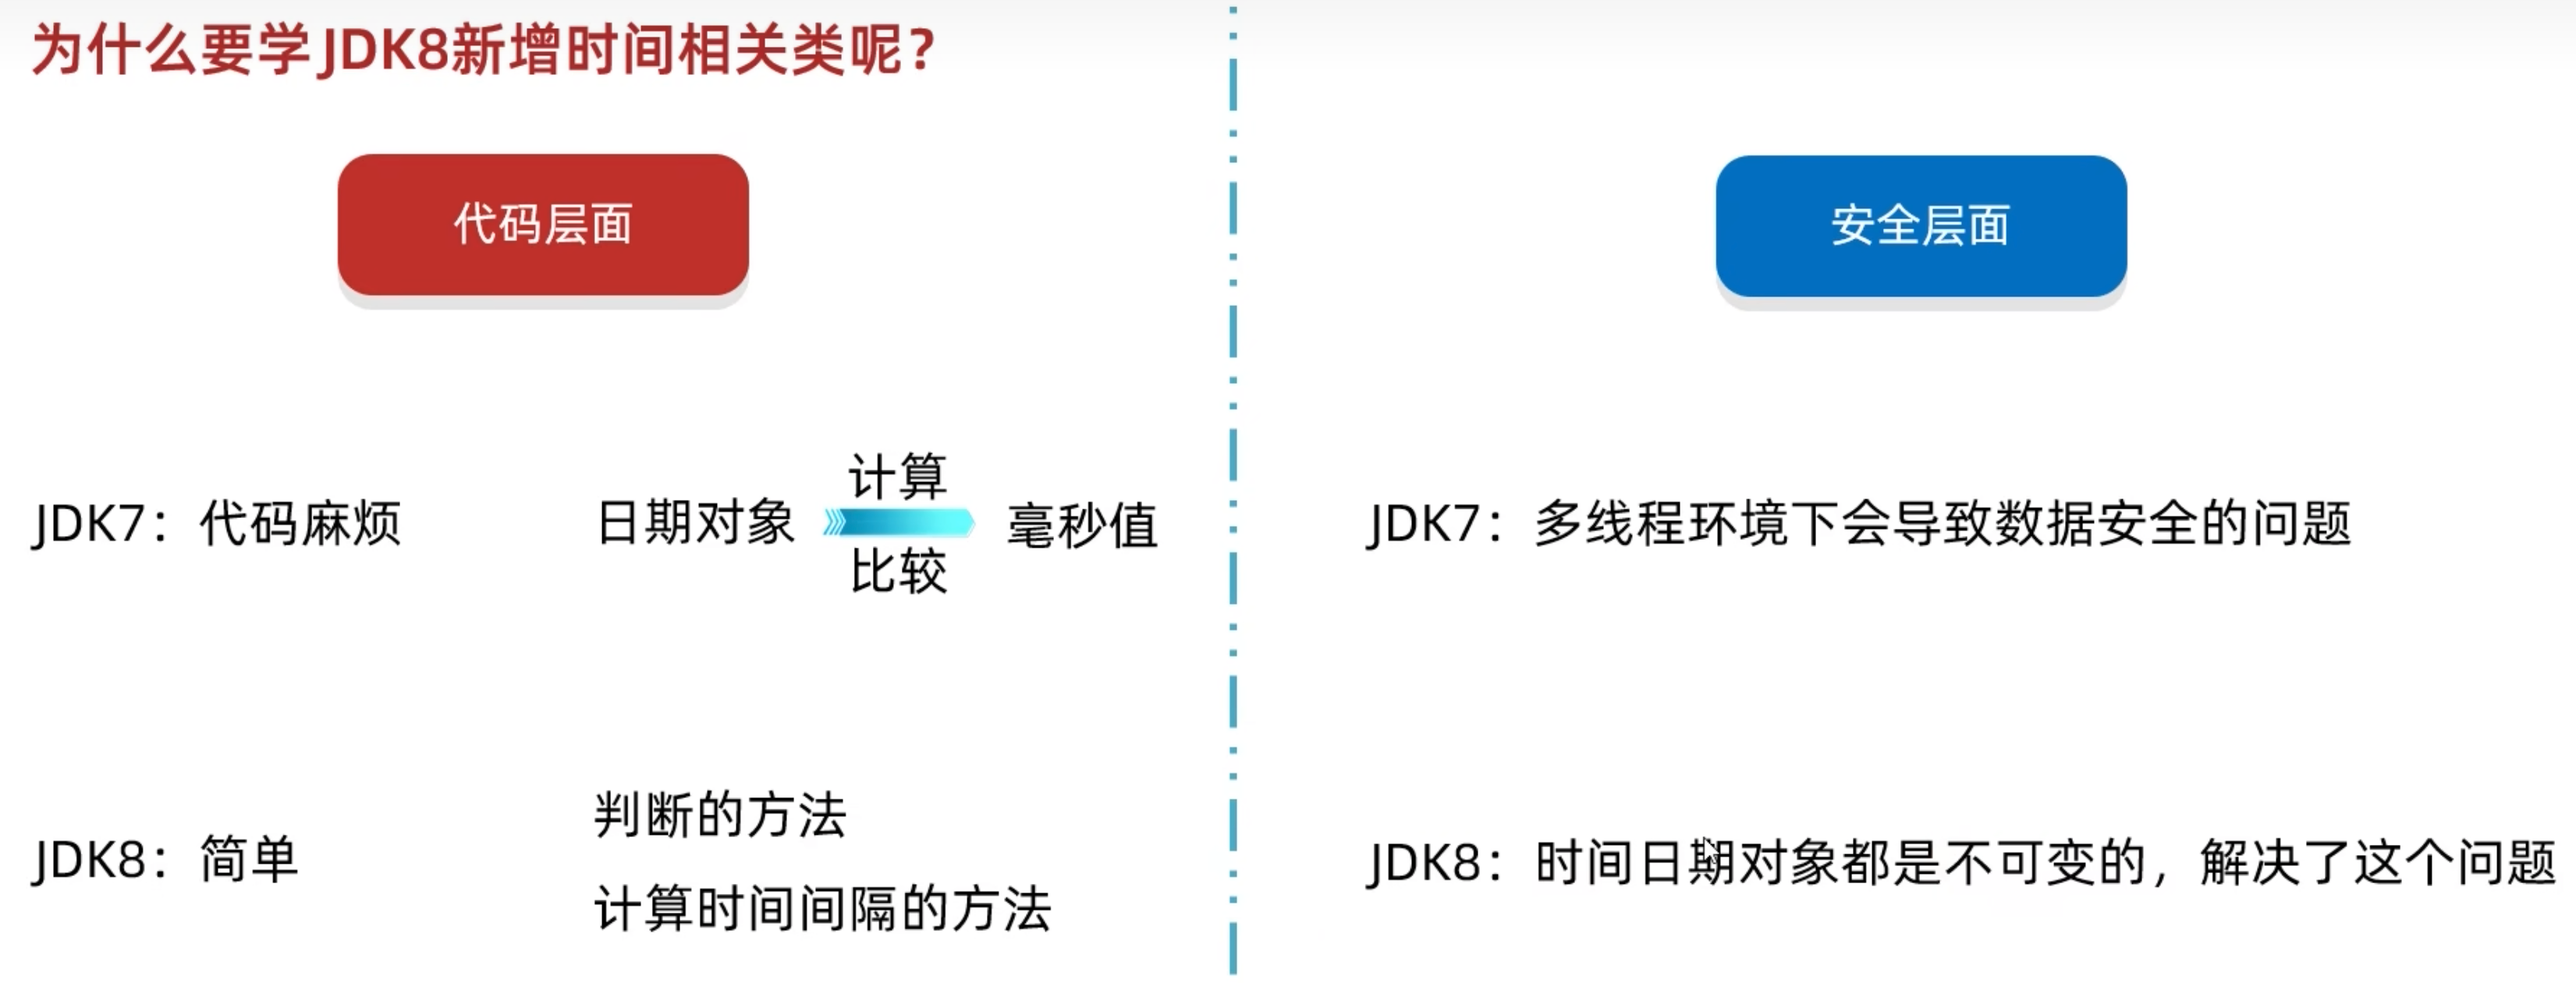 为什么要学JDK8新增时间相关类呢？
代码层面
JDK7：代码麻烦
日期对象
计算
比较
毫秒值
JDK8：简单
判断的方法
计算时间间隔的方法
安全层面
JDK7：多线程环境下会导致数据安全的问题
JDK8：时间日期对象都是不可变的，解决了这个问题